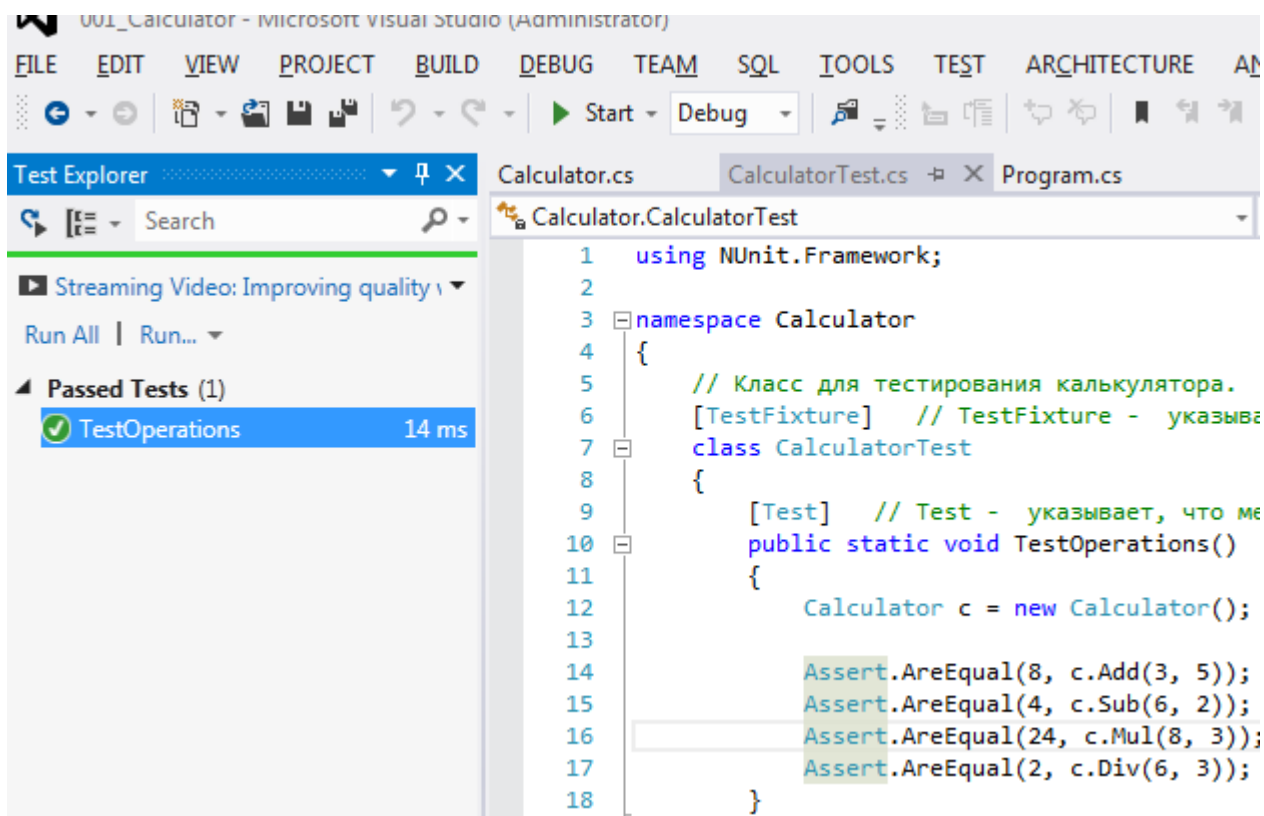 001_Calculator - Microsoft Visual Studio (Administrator)
FILE EDIT VIEW PROJECT BUILD DEBUG TEAM SQL TOOLS TEST ARCHITECTURE AN
Start Debug
Test Explorer
Search
Streaming Video: Improving quality
Run All | Run...
Passed Tests (1)
TestOperations 14 ms
Calculator.cs CalculatorTest.cs Program.cs
Calculator.CalculatorTest
1 using NUnit.Framework;
2
3 namespace Calculator
4 {
5 // Класс для тестирования калькулятора.
6 [TestFixture] // TestFixture - указыва
7 class CalculatorTest
8 {
9 [Test] // Test - указывает, что ме
10 public static void TestOperations()
11 {
12 Calculator c = new Calculator();
13
14 Assert.AreEqual(8, c.Add(3, 5));
15 Assert.AreEqual(4, c.Sub(6, 2));
16 Assert.AreEqual(24, c.Mul(8, 3));
17 Assert.AreEqual(2, c.Div(6, 3));
18 }